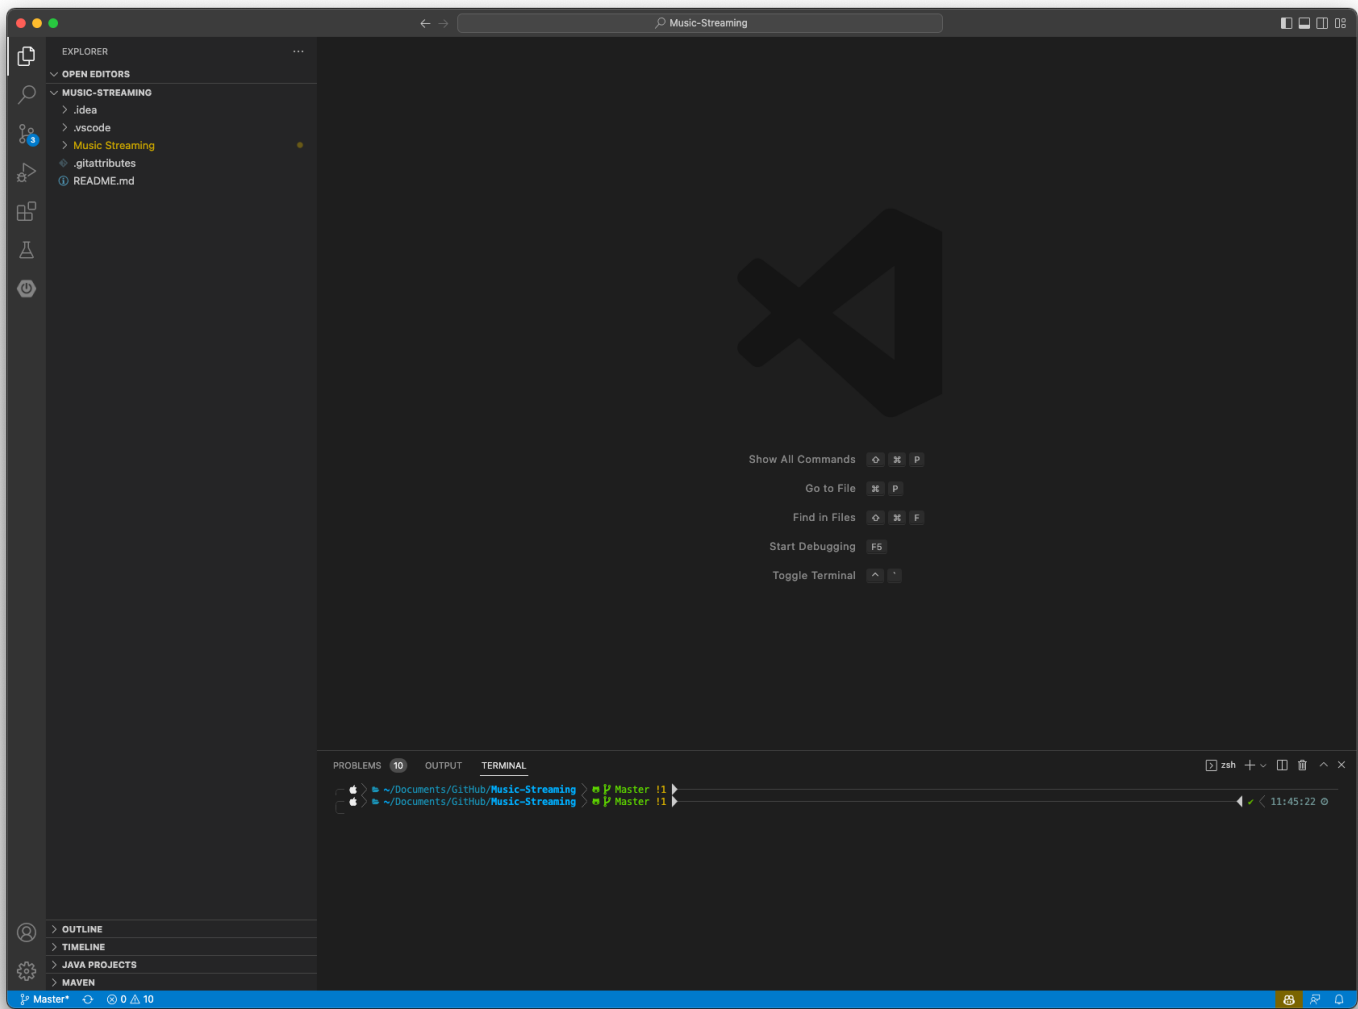 Music-Streaming
EXPLORER
OPEN EDITORS
MUSIC-STREAMING
.idea
.vscode
Music Streaming
.gitattributes
README.md
3
Show All Commands ⇧ ⌘ P
Go to File ⌘ P
Find in Files ⇧ ⌘ F
Start Debugging F5
Toggle Terminal ^ `
PROBLEMS 10 OUTPUT TERMINAL zsh
~/Documents/GitHub/Music-Streaming Master !1
~/Documents/GitHub/Music-Streaming Master !1 ✔ 11:45:22
OUTLINE
TIMELINE
JAVA PROJECTS
MAVEN
Master* 0 10